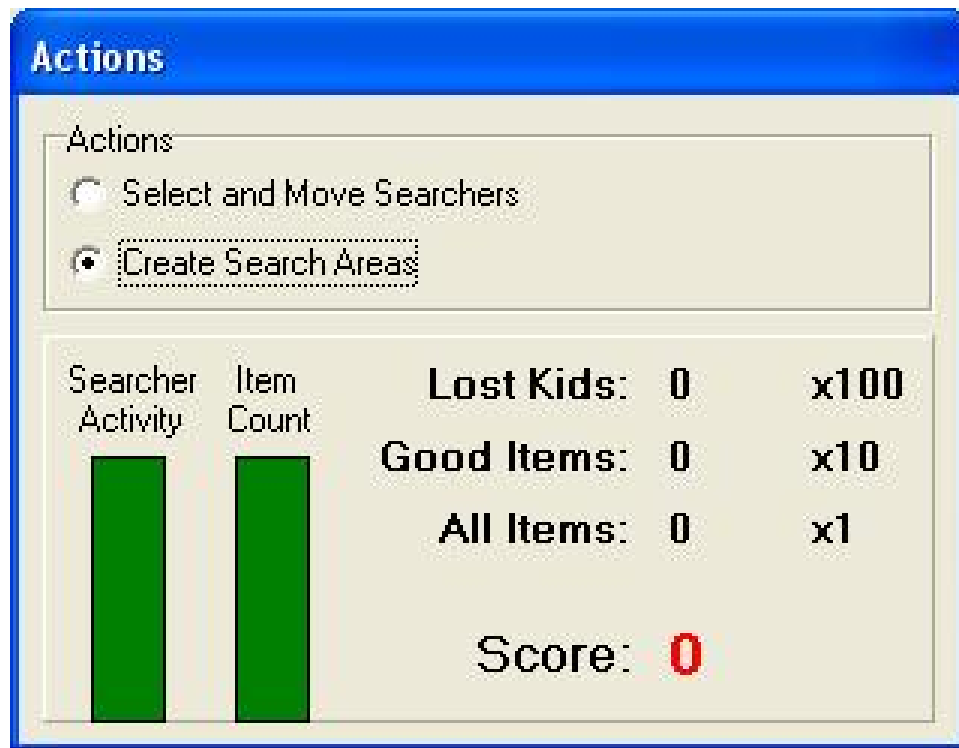 Actions
Actions
Select and Move Searchers
Create Search Areas
Searcher Activity
Item Count
Lost Kids: 0 x100
Good Items: 0 x10
All Items: 0 x1
Score: 0